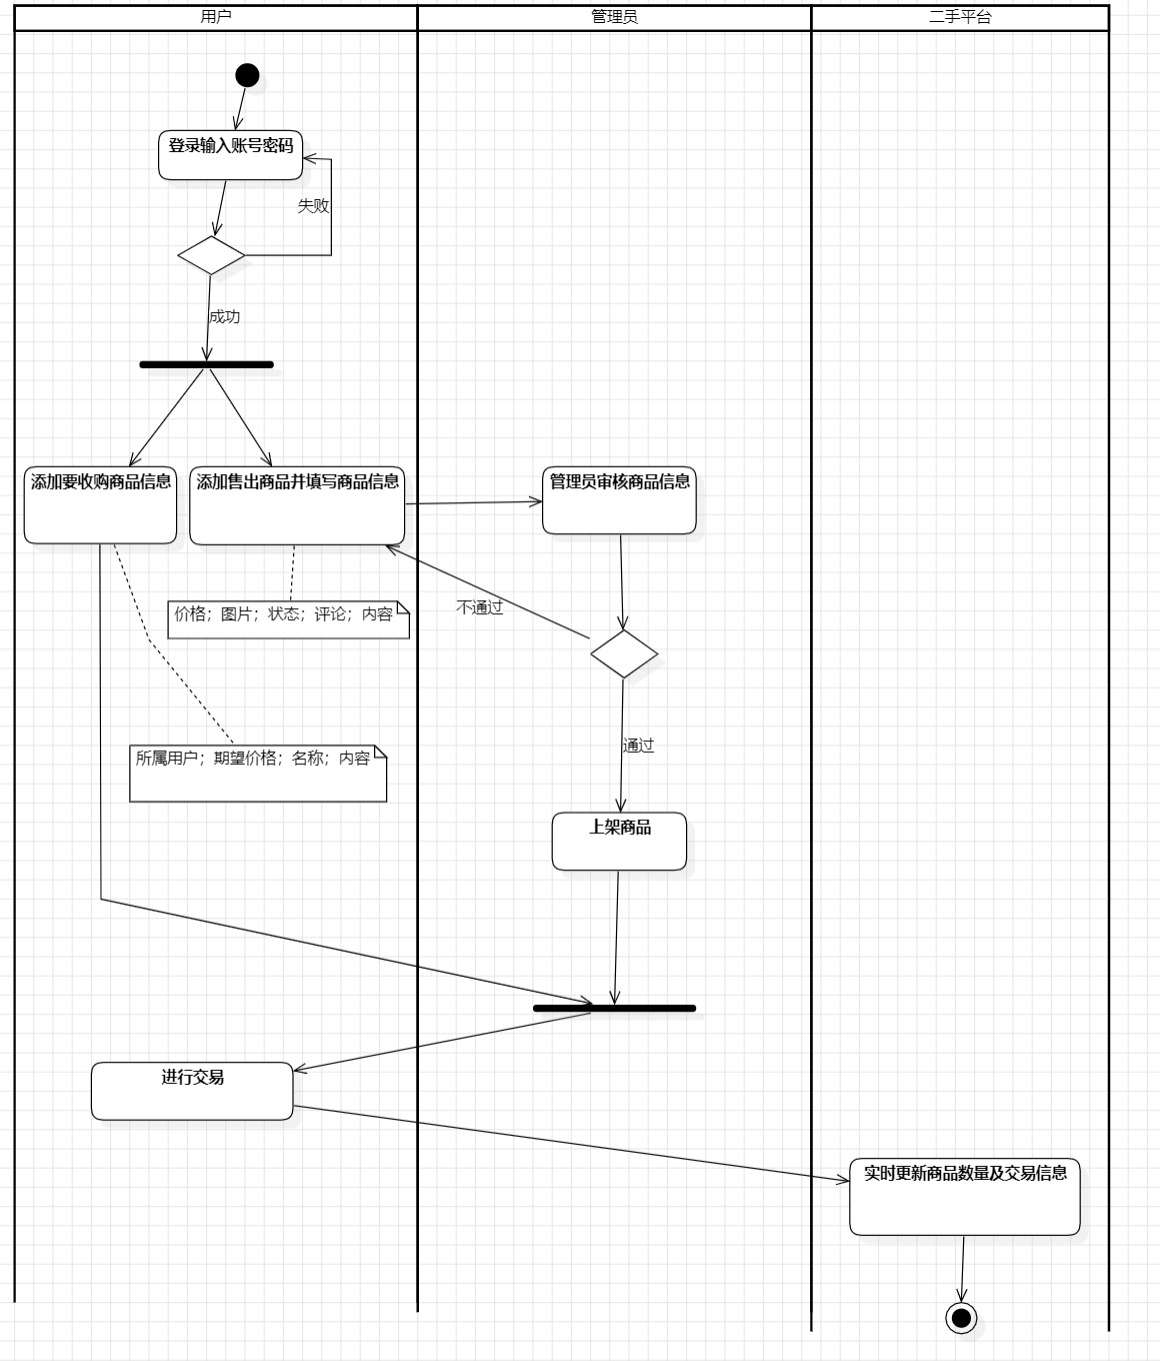 用户
管理员
二手平台
登录输入账号密码
失败
成功
添加要收购商品信息
添加售出商品并填写商品信息
管理员审核商品信息
价格；图片；状态；评论；内容
不通过
所属用户；期望价格；名称；内容
通过
上架商品
进行交易
实时更新商品数量及交易信息